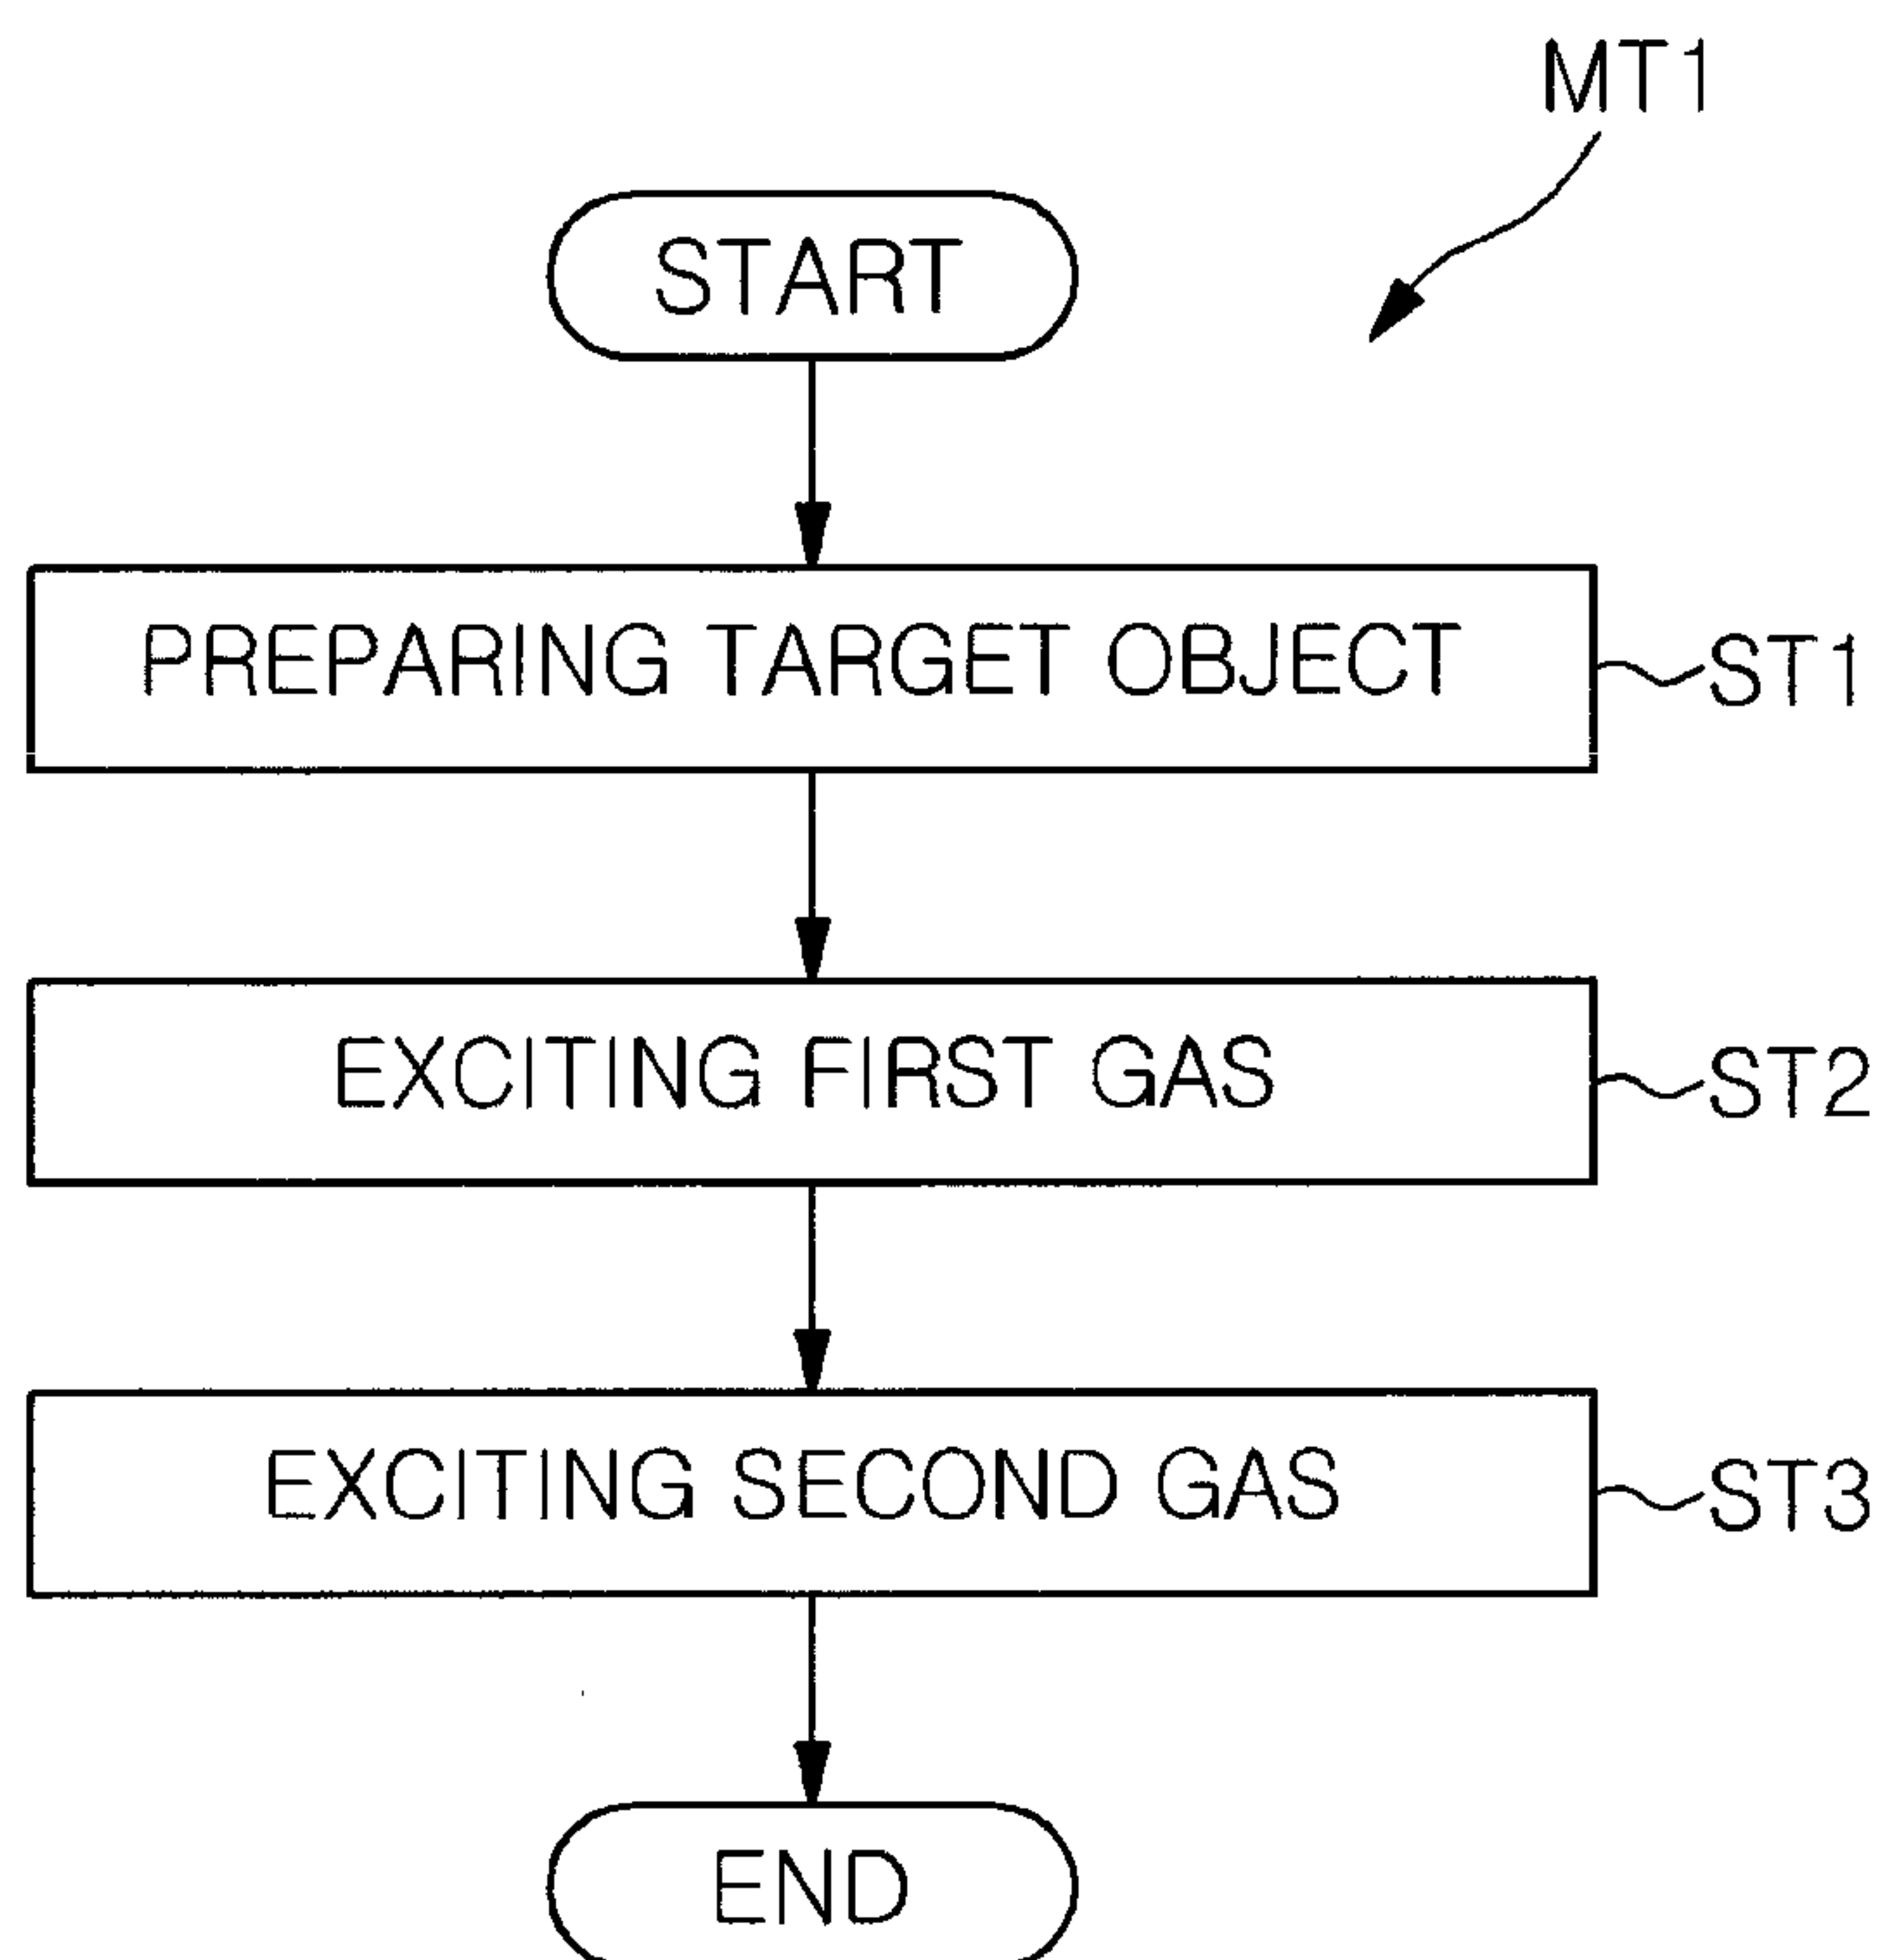 MT1
START
PREPARING TARGET OBJECT
ST1
EXCITING FIRST GAS
ST2
EXCITING SECOND GAS
ST3
END